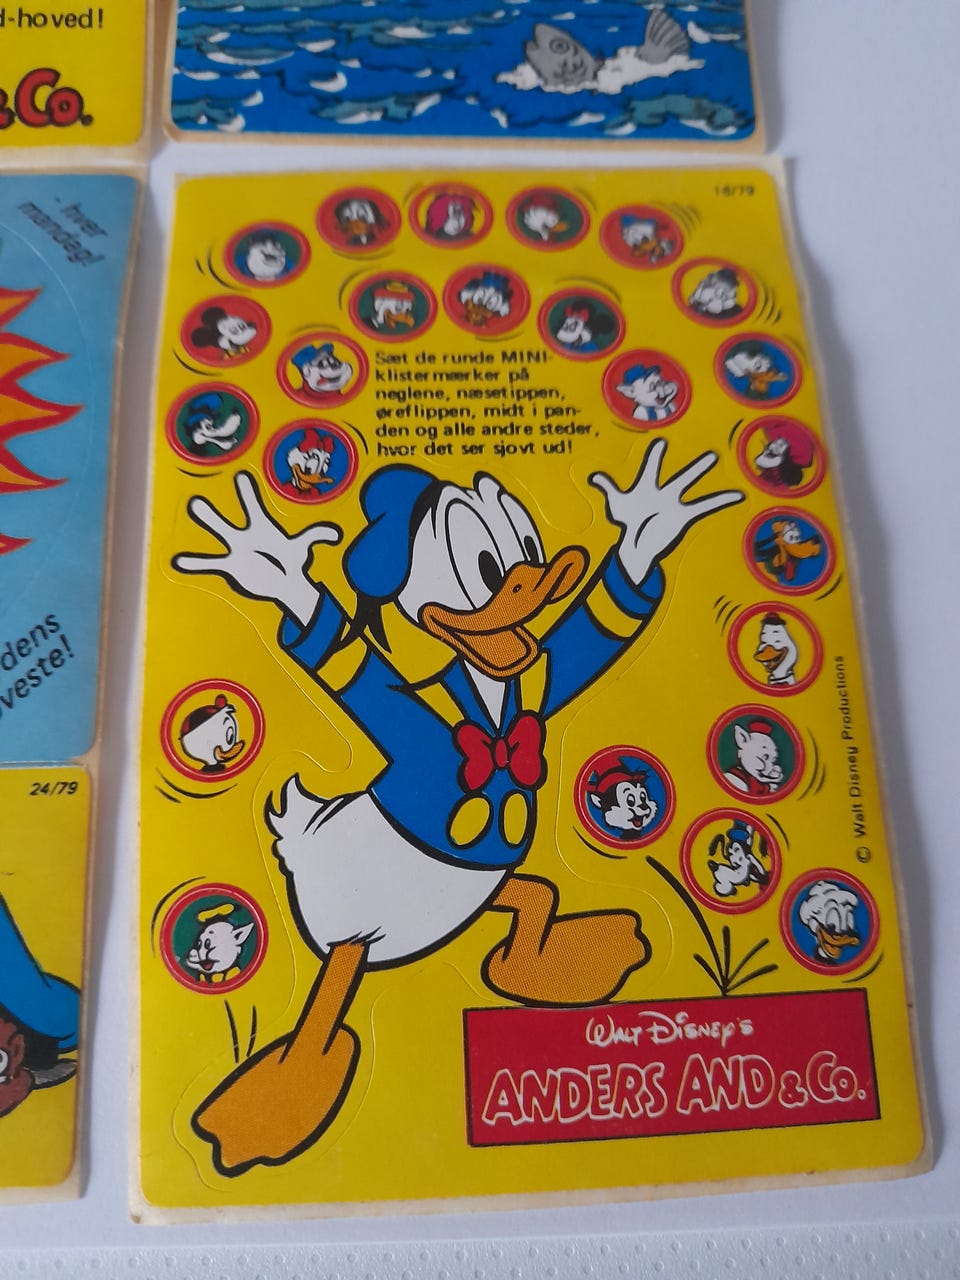 d-hoved!
& Co.
- hver
mandag!
dens
veste!
24/79
16/79
Sæt de runde MINI-
klistermærker på
neglene, næsetippen,
øreflippen, midt i pan-
den og alle andre steder,
hvor det ser sjovt ud!
© Walt Disney Productions
WALT DISNEY'S
ANDERS AND & Co.